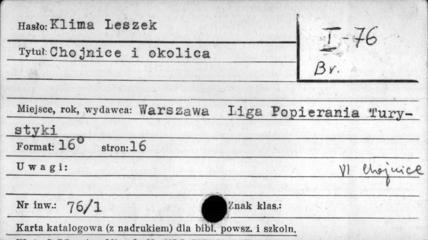 Hasło: Klima Leszek
I-76
Tytuł: Chojnice i okolica
Br.
Miejsce, rok, wydawca: Warszawa Liga Popierania Tury-
styki
Format: 16° stron: 16
Uwagi: VI Chojnice
Nr inw.: 76/1 Znak klas.:
Karta katalogowa (z nadrukiem) dla bibl. powsz. i szkoln.